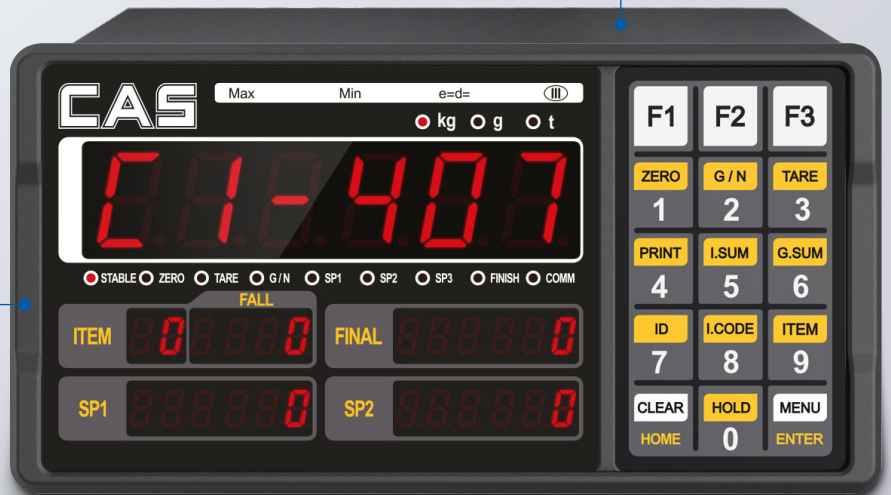 CAS
Max Min e=d= III
kg g t
C1-407
STABLE ZERO TARE G / N SP1 SP2 SP3 FINISH COMM
FALL
ITEM 0 0 FINAL 0
SP1 0 SP2 0
F1 F2 F3
ZERO G / N TARE
1 2 3
PRINT I.SUM G.SUM
4 5 6
ID I.CODE ITEM
7 8 9
CLEAR HOLD MENU
HOME 0 ENTER